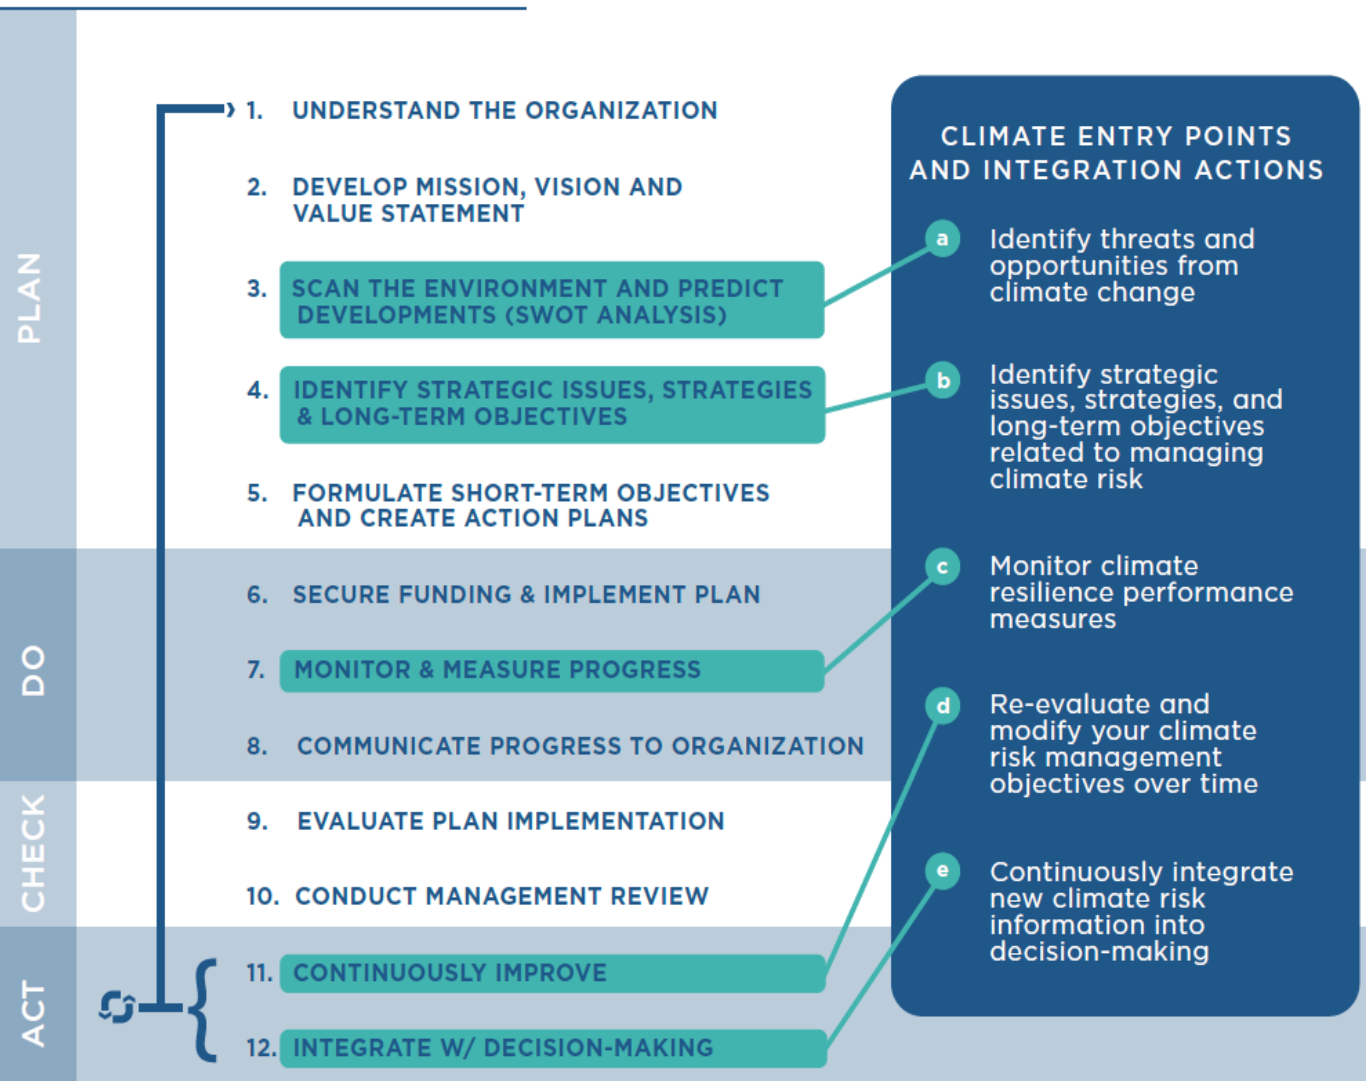 PLAN
1. UNDERSTAND THE ORGANIZATION
2. DEVELOP MISSION, VISION AND
VALUE STATEMENT
3. SCAN THE ENVIRONMENT AND PREDICT
DEVELOPMENTS (SWOT ANALYSIS)
4. IDENTIFY STRATEGIC ISSUES, STRATEGIES
& LONG-TERM OBJECTIVES
5. FORMULATE SHORT-TERM OBJECTIVES
AND CREATE ACTION PLANS
DO
6. SECURE FUNDING & IMPLEMENT PLAN
7. MONITOR & MEASURE PROGRESS
8. COMMUNICATE PROGRESS TO ORGANIZATION
CHECK
9. EVALUATE PLAN IMPLEMENTATION
10. CONDUCT MANAGEMENT REVIEW
ACT
11. CONTINUOUSLY IMPROVE
12. INTEGRATE W/ DECISION-MAKING
CLIMATE ENTRY POINTS
AND INTEGRATION ACTIONS
a Identify threats and
opportunities from
climate change
b Identify strategic
issues, strategies, and
long-term objectives
related to managing
climate risk
c Monitor climate
resilience performance
measures
d Re-evaluate and
modify your climate
risk management
objectives over time
e Continuously integrate
new climate risk
information into
decision-making